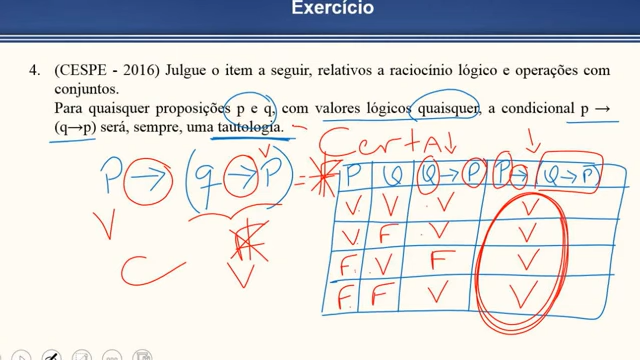 Exercício
4. (CESPE - 2016) Julgue o item a seguir, relativos a raciocínio lógico e operações com
conjuntos.
Para quaisquer proposições p e q, com valores lógicos quaisquer, a condicional p →
(q→p) será, sempre, uma tautologia.
Certa
P → (q → P) =
V
V
C
V
P Q Q → P P → Q → P
V V V V
V F V V
F V F V
F F V V